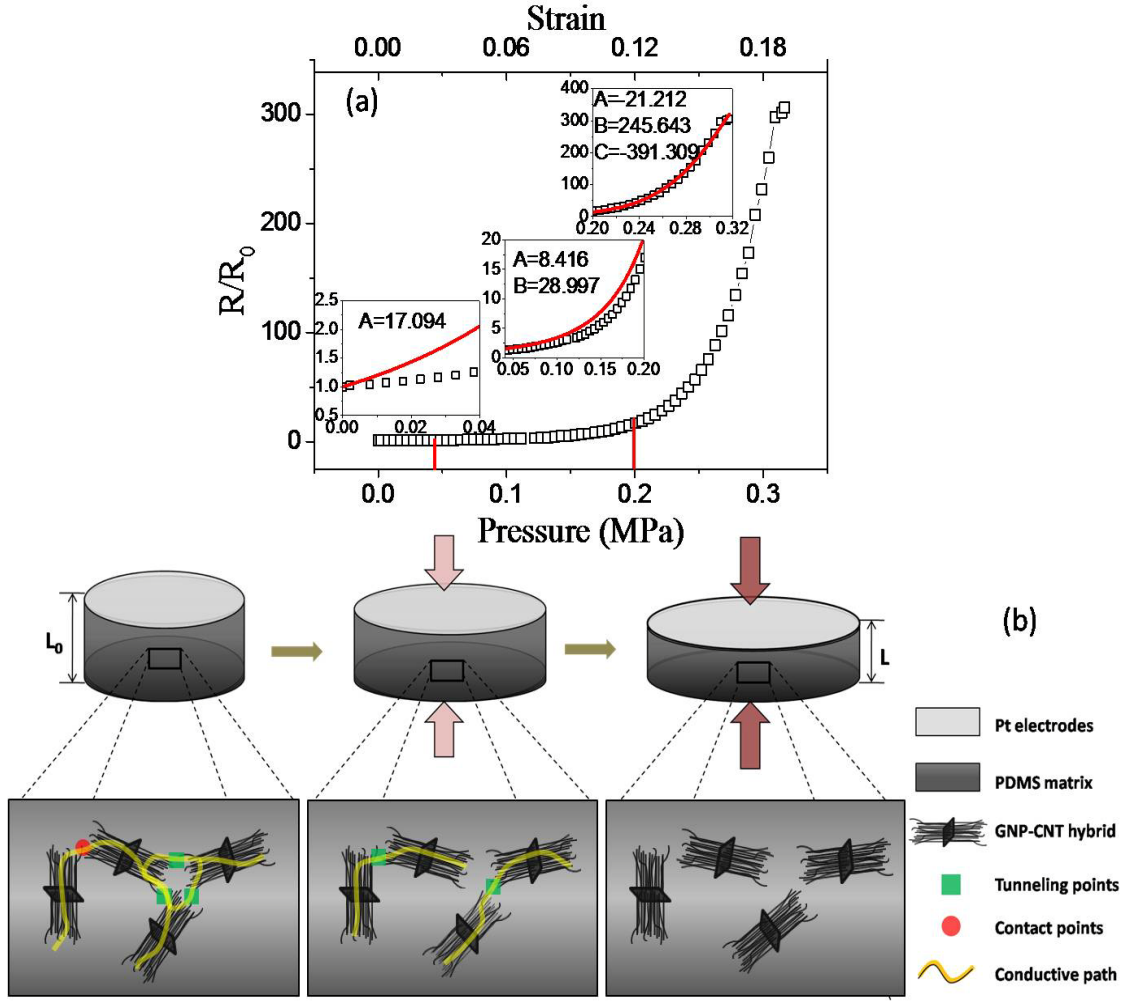 Strain
0.00 0.06 0.12 0.18
(a)
R/R0
300
200
100
0
400
300
200
100
0
A=-21.212
B=245.643
C=-391.309
0.20 0.24 0.28 0.32
20
15
10
5
0
A=8.416
B=28.997
0.05 0.10 0.15 0.20
2.5
2.0
1.5
1.0
0.5
A=17.094
0.00 0.02 0.04
0.0 0.1 0.2 0.3
Pressure (MPa)
(b)
L0
L
Pt electrodes
PDMS matrix
GNP-CNT hybrid
Tunneling points
Contact points
Conductive path